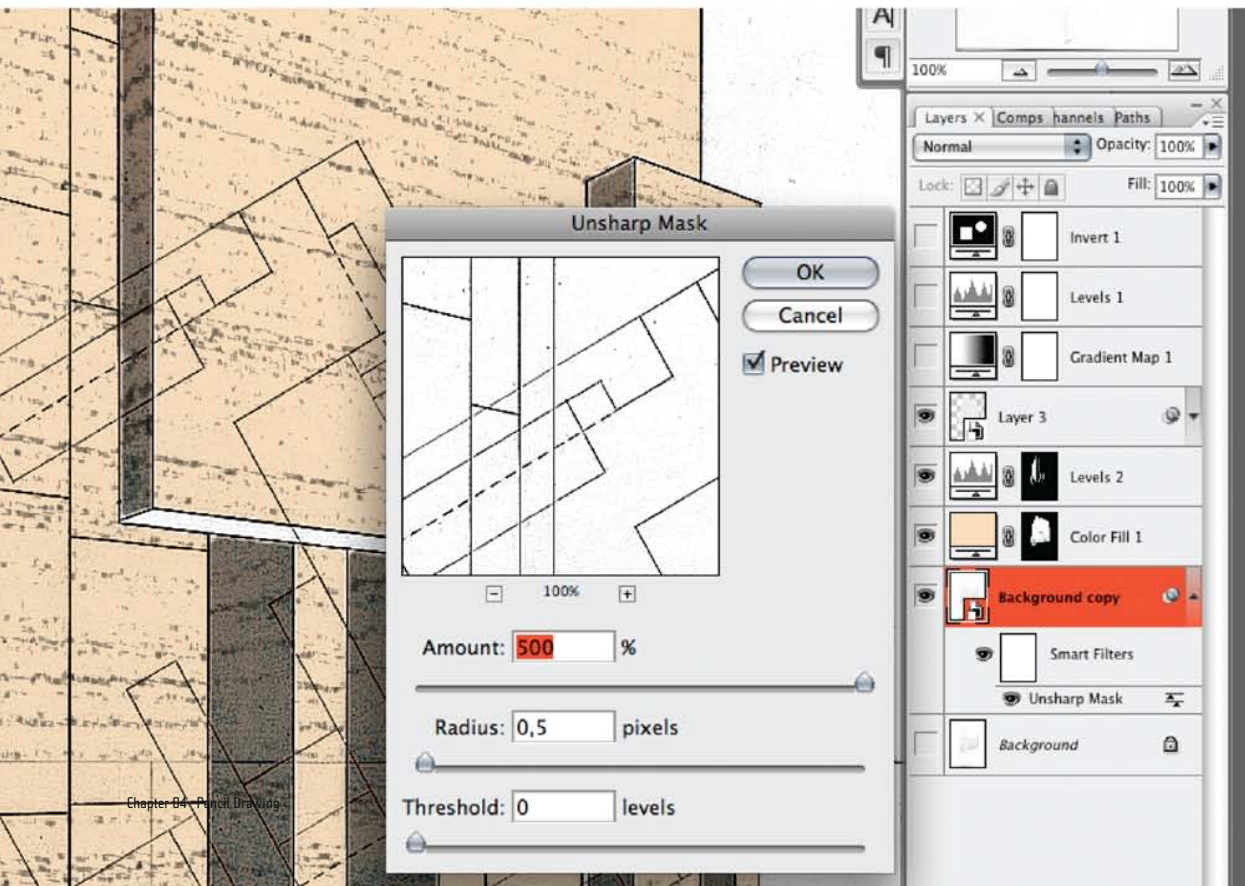 A
¶
100%
Layers × Comps hannels Paths
Normal Opacity: 100%
Lock: Fill: 100%
Invert 1
Levels 1
Gradient Map 1
Layer 3
Levels 2
Color Fill 1
Background copy
Smart Filters
Unsharp Mask
Background
Unsharp Mask
OK
Cancel
Preview
100%
Amount: 500 %
Radius: 0,5 pixels
Threshold: 0 levels
Chapter 04 - Pencil Drawing